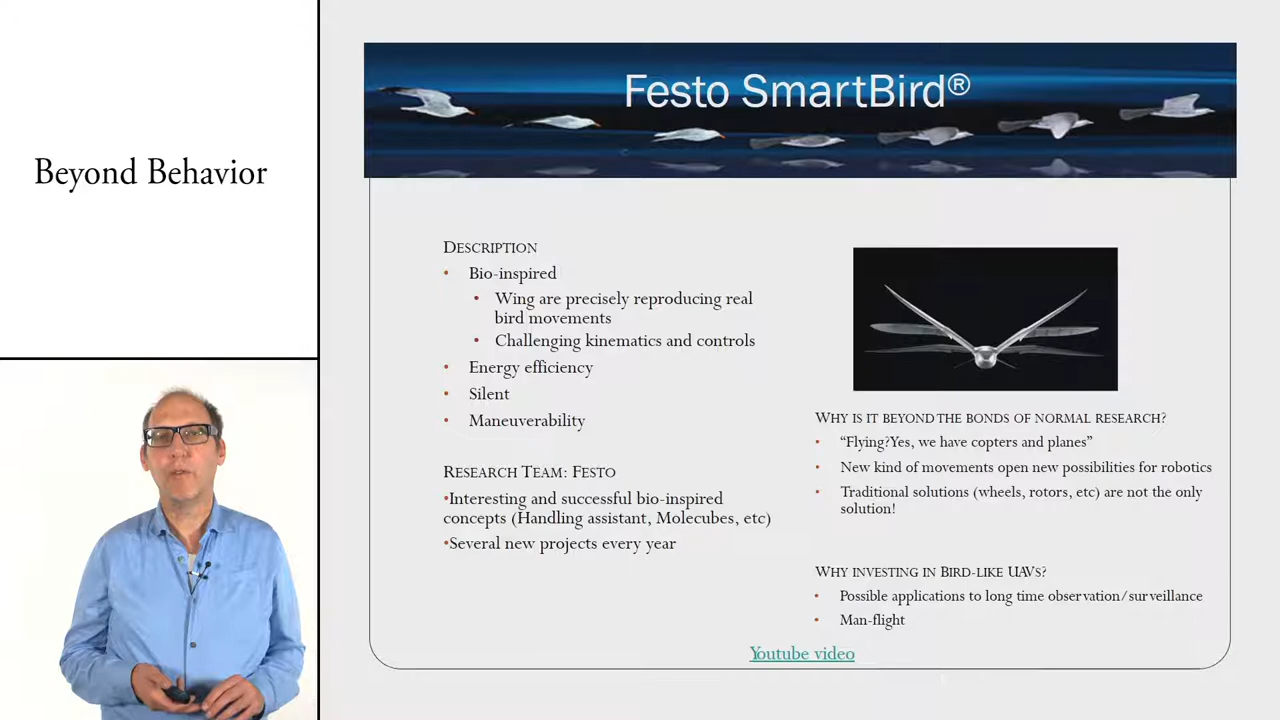 Beyond Behavior
Festo SmartBird®
DESCRIPTION
• Bio-inspired
• Wing are precisely reproducing real
bird movements
• Challenging kinematics and controls
• Energy efficiency
• Silent
• Maneuverability
RESEARCH TEAM: FESTO
•Interesting and successful bio-inspired
concepts (Handling assistant, Molecubes, etc)
•Several new projects every year
WHY IS IT BEYOND THE BONDS OF NORMAL RESEARCH?
• “Flying?Yes, we have copters and planes”
• New kind of movements open new possibilities for robotics
• Traditional solutions (wheels, rotors, etc) are not the only
solution!
WHY INVESTING IN BIRD-LIKE UAVS?
• Possible applications to long time observation/surveillance
• Man-flight
Youtube video